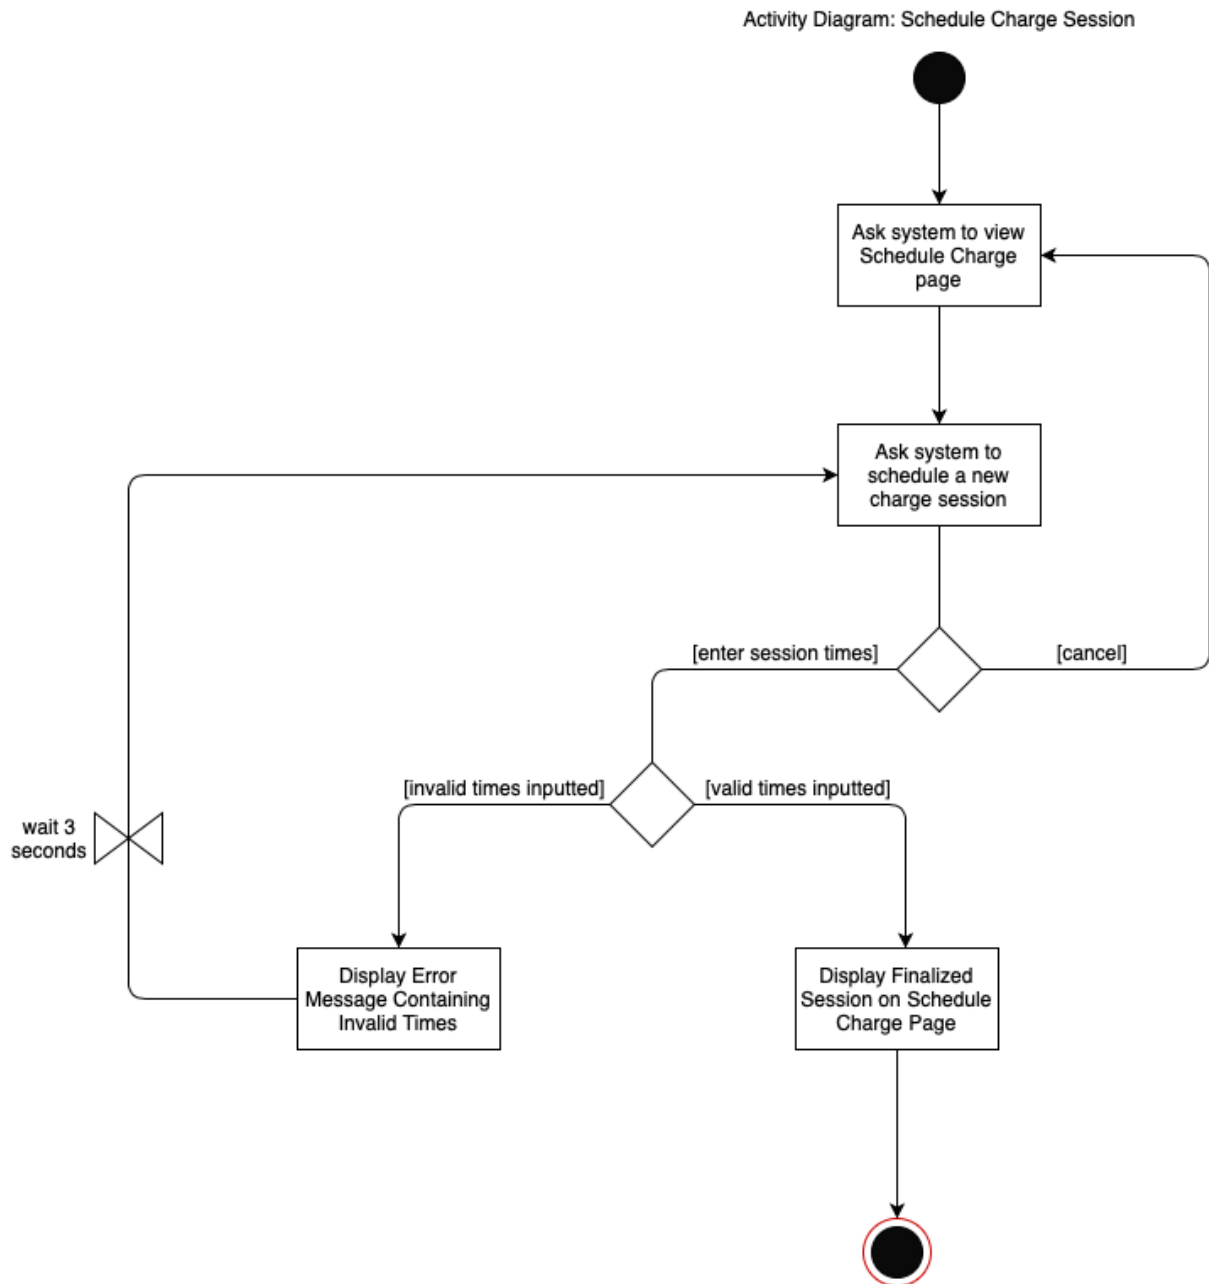 Activity Diagram: Schedule Charge Session
Ask system to view
Schedule Charge
page
Ask system to
schedule a new
charge session
[enter session times]
[cancel]
[invalid times inputted]
[valid times inputted]
wait 3
seconds
Display Error
Message Containing
Invalid Times
Display Finalized
Session on Schedule
Charge Page